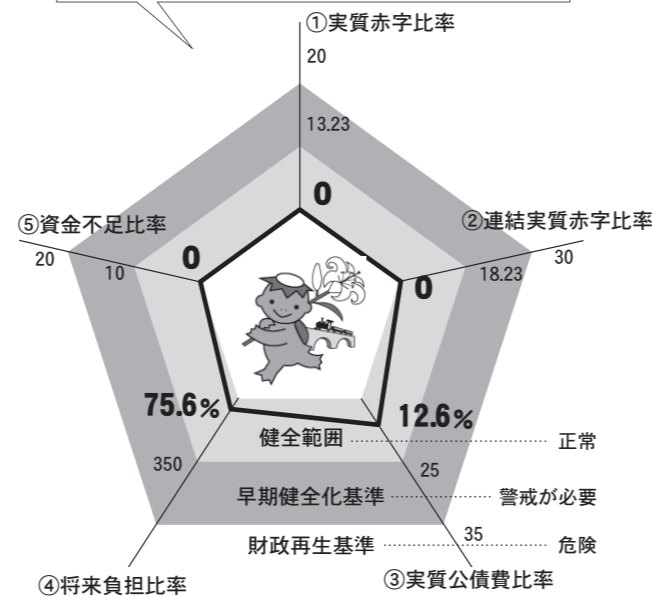 ①実質赤字比率
20
13.23
0
⑤資金不足比率
②連結実質赤字比率
20
10
0
0
18.23
30
75.6%
12.6%
健全範囲
正常
350
25
早期健全化基準
警戒が必要
財政再生基準
35
危険
④将来負担比率
③実質公債費比率